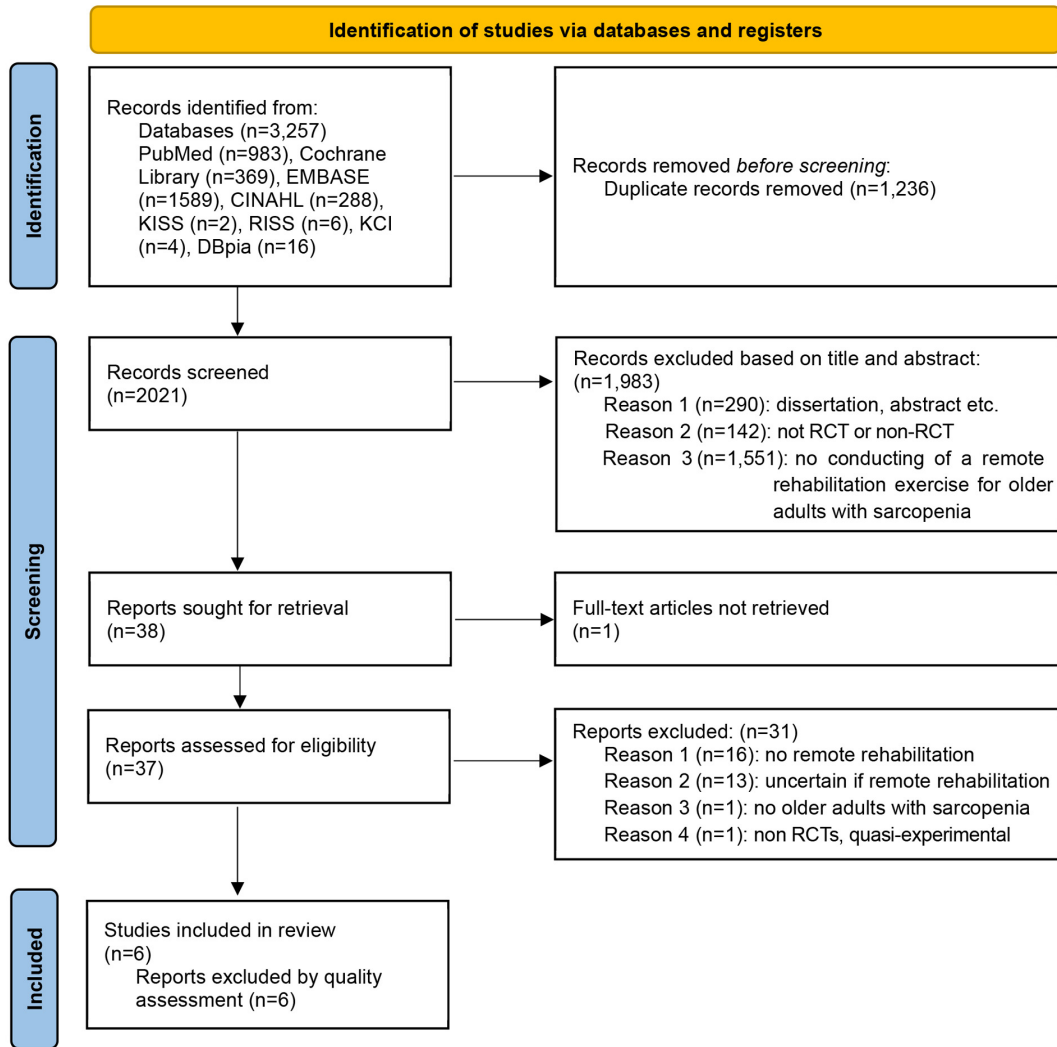 Identification of studies via databases and registers
Identification
Records identified from:
Databases (n=3,257)
PubMed (n=983), Cochrane
Library (n=369), EMBASE
(n=1589), CINAHL (n=288),
KISS (n=2), RISS (n=6), KCI
(n=4), DBpia (n=16)
Records removed before screening:
Duplicate records removed (n=1,236)
Screening
Records screened
(n=2021)
Records excluded based on title and abstract:
(n=1,983)
Reason 1 (n=290): dissertation, abstract etc.
Reason 2 (n=142): not RCT or non-RCT
Reason 3 (n=1,551): no conducting of a remote
rehabilitation exercise for older
adults with sarcopenia
Reports sought for retrieval
(n=38)
Full-text articles not retrieved
(n=1)
Reports assessed for eligibility
(n=37)
Reports excluded: (n=31)
Reason 1 (n=16): no remote rehabilitation
Reason 2 (n=13): uncertain if remote rehabilitation
Reason 3 (n=1): no older adults with sarcopenia
Reason 4 (n=1): non RCTs, quasi-experimental
Included
Studies included in review
(n=6)
Reports excluded by quality
assessment (n=6)